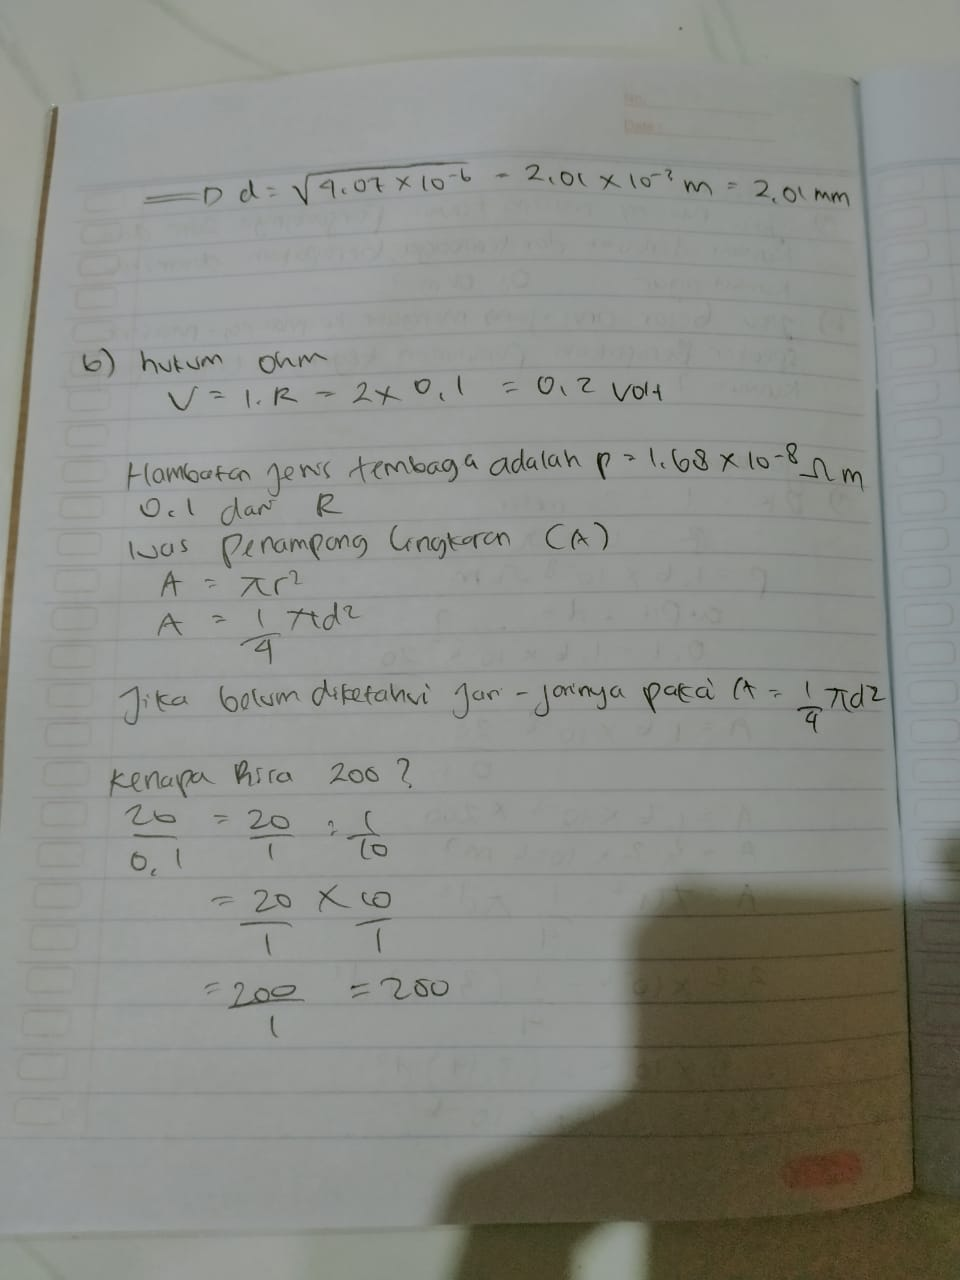 No.
Date:
⇒ d = √4.07 × 10⁻⁶ = 2.01 × 10⁻³ m = 2.01 mm
b) hukum ohm
V = I. R = 2 × 0,1 = 0,2 Volt
Hambatan jenis tembaga adalah ρ = 1.68 × 10⁻⁸ Ω m
0.1 dari R
luas Penampang lingkaran (A)
A = πr²
A = 1/4 πd²
Jika belum diketahui jari-jarinya pakai (A = 1/4 πd²
Kenapa Bisa 200 ?
20/0,1 = 20/1 : 1/10
= 20/1 × 10/1
= 200/1 = 200